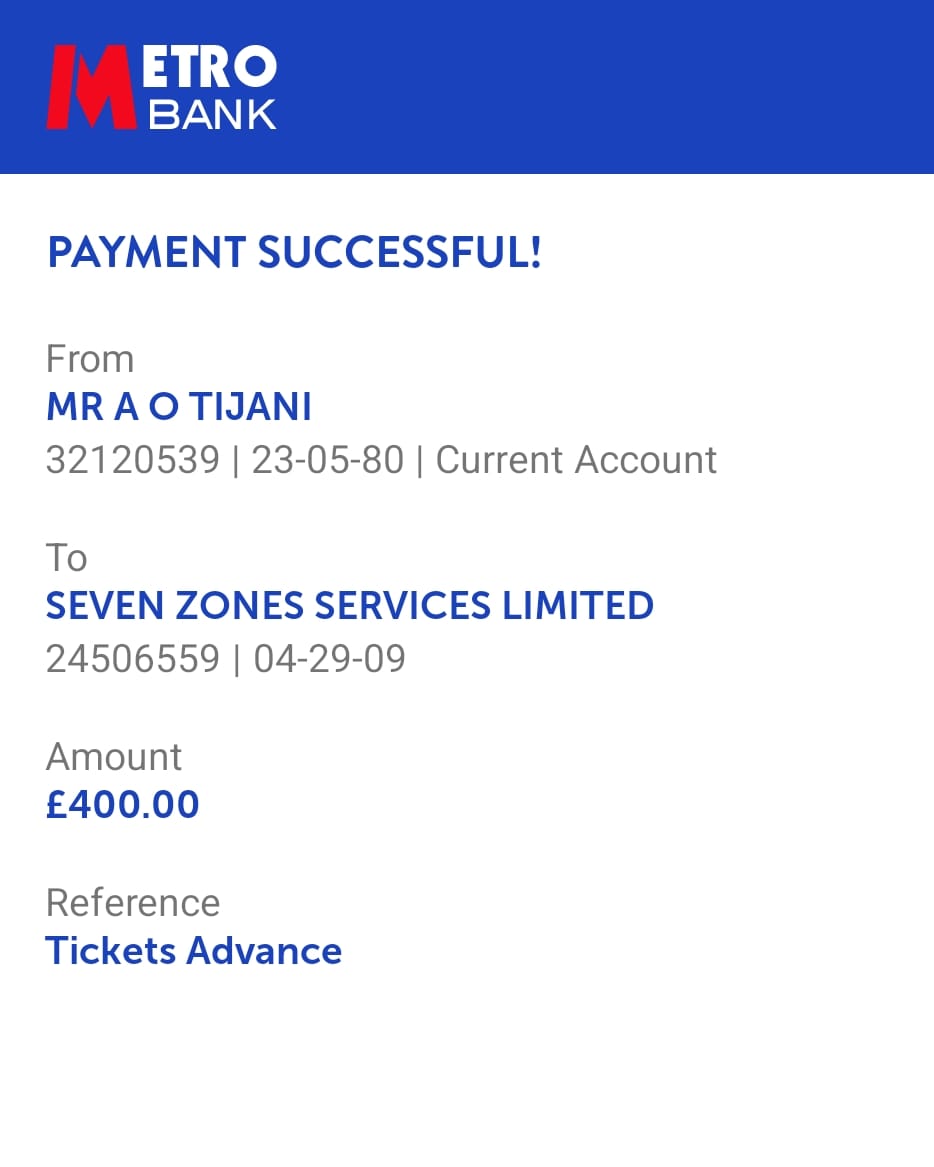 METRO
BANK
PAYMENT SUCCESSFUL!
From
MR A O TIJANI
32120539 | 23-05-80 | Current Account
To
SEVEN ZONES SERVICES LIMITED
24506559 | 04-29-09
Amount
£400.00
Reference
Tickets Advance